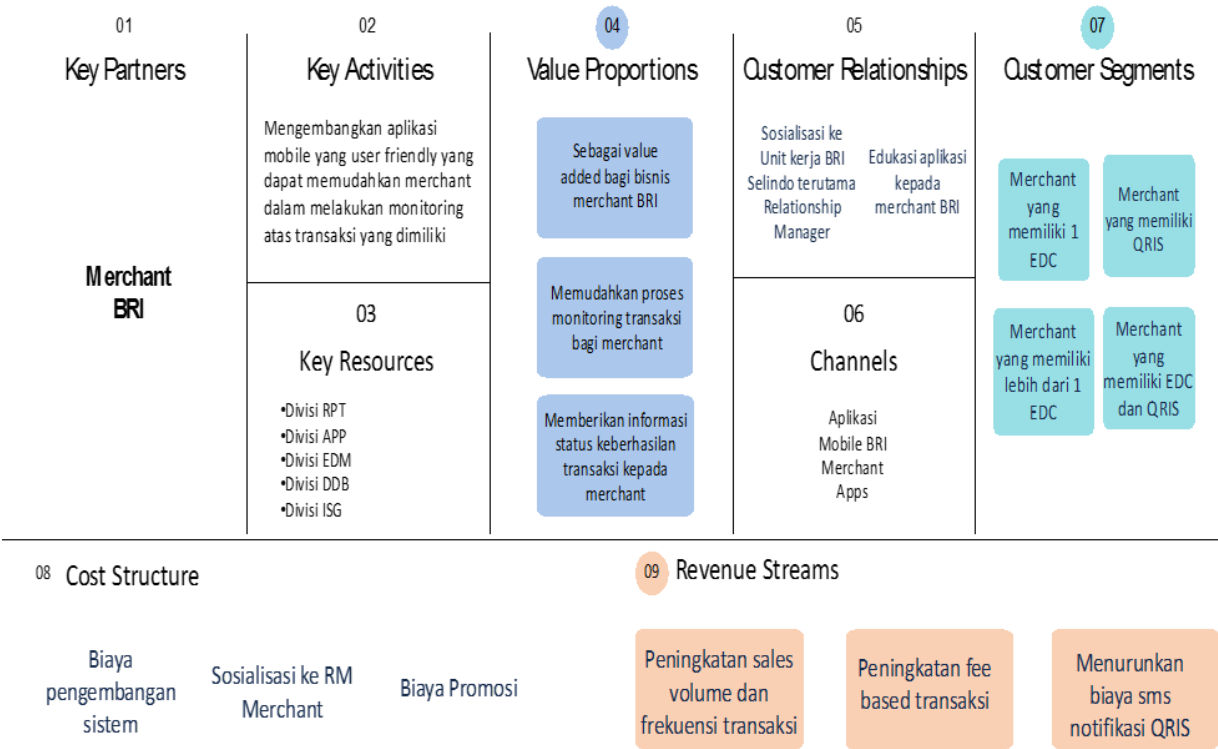 01
Key Partners
Merchant
BRI
02
Key Activities
Mengembangkan aplikasi
mobile yang user friendly yang
dapat memudahkan merchant
dalam melakukan monitoring
atas transaksi yang dimiliki
03
Key Resources
•Divisi RPT
•Divisi APP
•Divisi EDM
•Divisi DDB
•Divisi ISG
04
Value Proportions
Sebagai value
added bagi bisnis
merchant BRI
Memudahkan proses
monitoring transaksi
bagi merchant
Memberikan informasi
status keberhasilan
transaksi kepada
merchant
05
Customer Relationships
Sosialisasi ke
Unit kerja BRI
Selindo terutama
Relationship
Manager
Edukasi aplikasi
kepada
merchant BRI
06
Channels
Aplikasi
Mobile BRI
Merchant
Apps
07
Customer Segments
Merchant
yang
memiliki 1
EDC
Merchant
yang memiliki
QRIS
Merchant
yang memiliki
lebih dari 1
EDC
Merchant
yang
memiliki EDC
dan QRIS
08 Cost Structure
Biaya
pengembangan
sistem
Sosialisasi ke RM
Merchant
Biaya Promosi
09 Revenue Streams
Peningkatan sales
volume dan
frekuensi transaksi
Peningkatan fee
based transaksi
Menurunkan
biaya sms
notifikasi QRIS